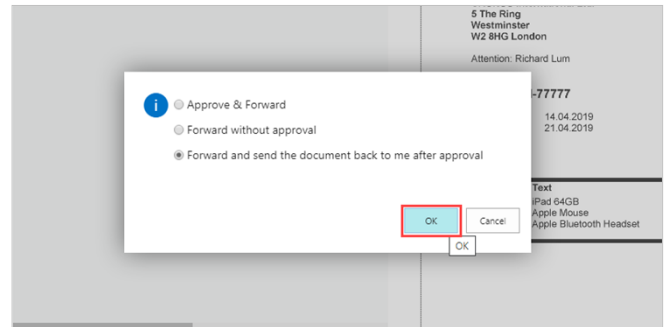 5 The Ring
Westminster
W2 8HG London
Attention: Richard Lum
-77777
14.04.2019
21.04.2019
i
Approve & Forward
Forward without approval
Forward and send the document back to me after approval
OK
Cancel
OK
Text
iPad 64GB
Apple Mouse
Apple Bluetooth Headset